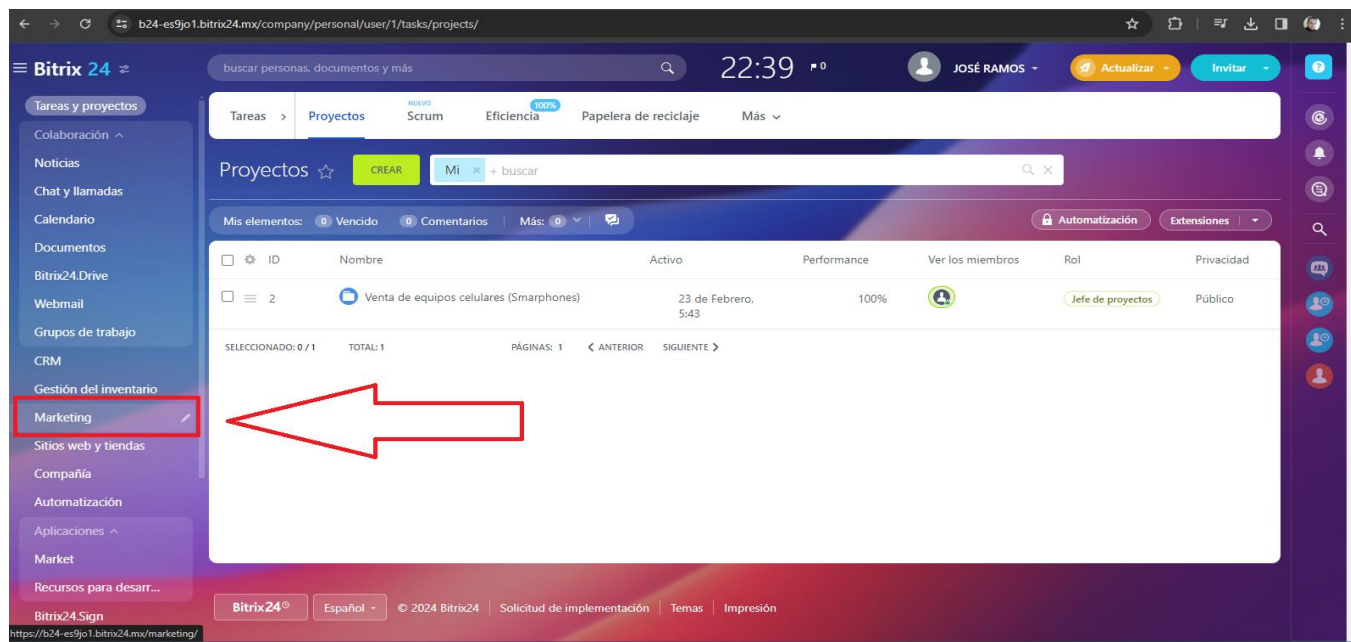 b24-es9jo1.bitrix24.mx/company/personal/user/1/tasks/projects/
Bitrix 24
buscar personas, documentos y más
22:39
0
JOSÉ RAMOS
Actualizar
Invitar
Tareas y proyectos
Colaboración
Noticias
Chat y llamadas
Calendario
Documentos
Bitrix24.Drive
Webmail
Grupos de trabajo
CRM
Gestión del inventario
Marketing
Sitios web y tiendas
Compañía
Automatización
Aplicaciones
Market
Recursos para desarr...
Bitrix24.Sign
https://b24-es9jo1.bitrix24.mx/marketing/
Tareas > Proyectos NUEVO Scrum Eficiencia 100% Papelera de reciclaje Más
Proyectos CREAR Mi × + buscar
Mis elementos: 0 Vencido 0 Comentarios Más: 0 Automatización Extensiones
ID Nombre Activo Performance Ver los miembros Rol Privacidad
2 Venta de equipos celulares (Smarphones) 23 de Febrero, 100% Jefe de proyectos Público
5:43
SELECCIONADO: 0 / 1 TOTAL: 1 PÁGINAS: 1 ANTERIOR SIGUIENTE
Bitrix24 Español © 2024 Bitrix24 Solicitud de implementación Temas Impresión